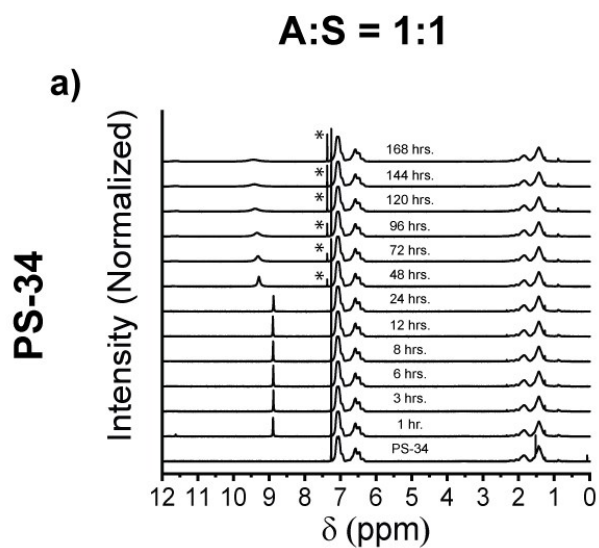 A:S = 1:1
a)
PS-34
Intensity (Normalized)
* 168 hrs.
* 144 hrs.
* 120 hrs.
* 96 hrs.
* 72 hrs.
* 48 hrs.
24 hrs.
12 hrs.
8 hrs.
6 hrs.
3 hrs.
1 hr.
PS-34
12 11 10 9 8 7 6 5 4 3 2 1 0
δ (ppm)